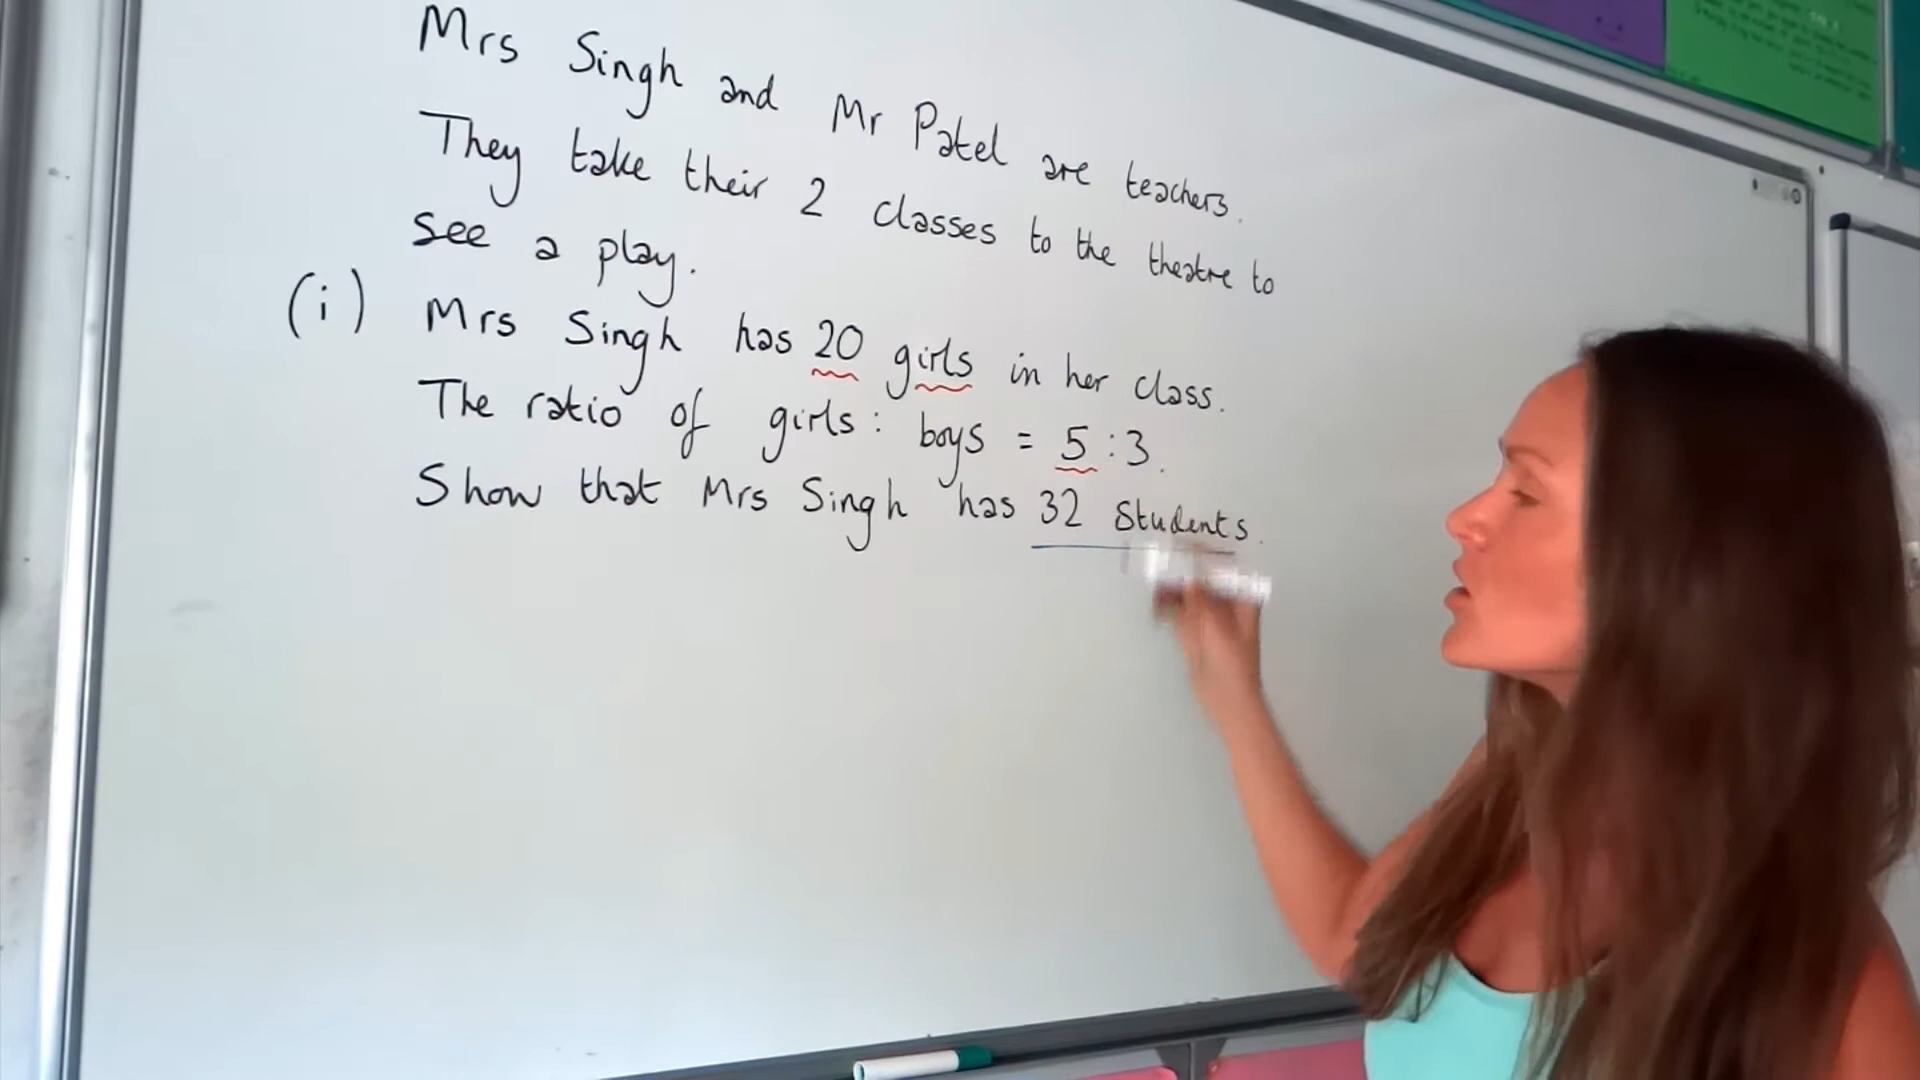 Mrs Singh and Mr Patel are teachers.
They take their 2 classes to the theatre to
see a play.
(i) Mrs Singh has 20 girls in her class.
The ratio of girls : boys = 5 : 3.
Show that Mrs Singh has 32 students.